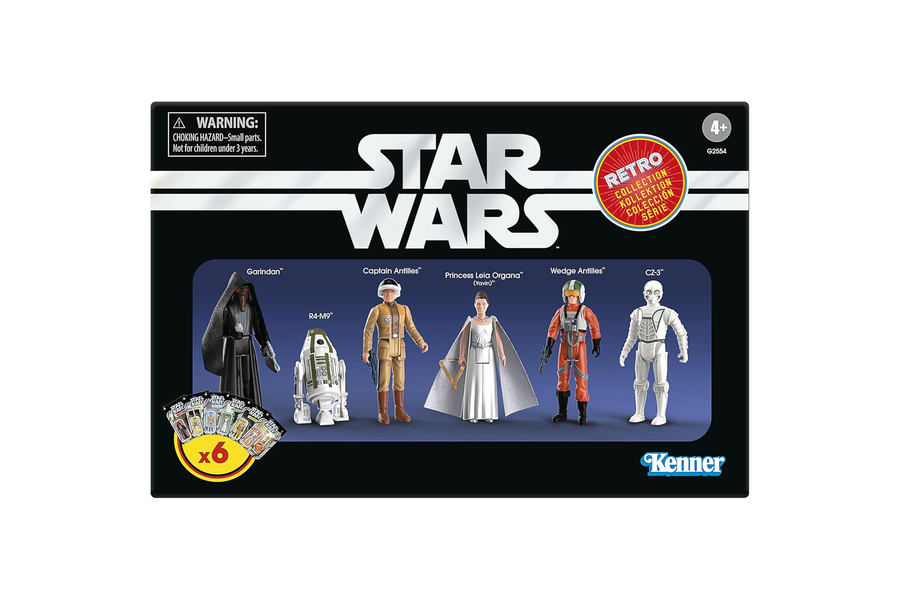 ⚠ WARNING:
CHOKING HAZARD–Small parts.
Not for children under 3 years.
4+
G2554
STAR
WARS™
RETRO
COLLECTION
KOLLEKTION
COLECCIÓN
SÉRIE
Garindan™
R4-M9™
Captain Antilles™
Princess Leia Organa™
(Yavin)™
Wedge Antilles™
CZ-3™
x6
Kenner